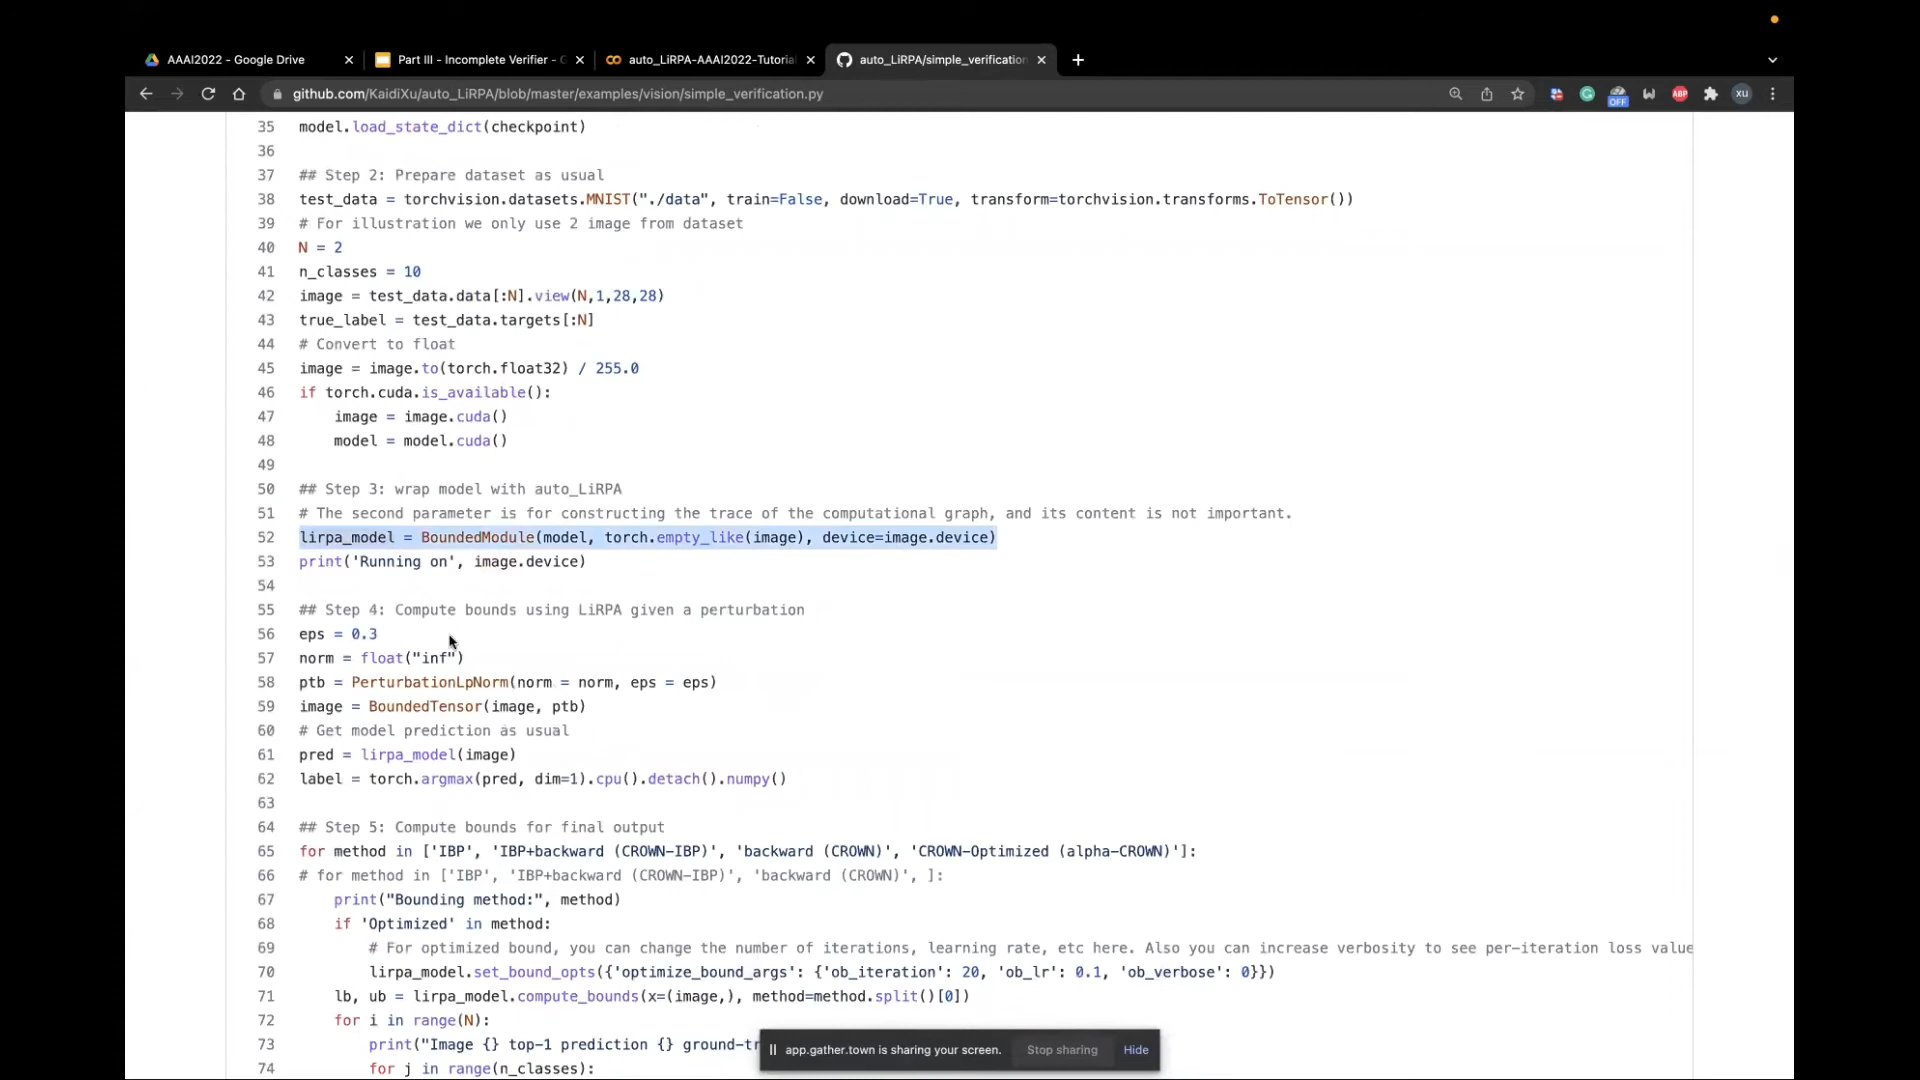 AAAI2022 - Google Drive
Part III - Incomplete Verifier -
auto_LiRPA-AAAI2022-Tutorial
auto_LiRPA/simple_verification
github.com/KaidiXu/auto_LiRPA/blob/master/examples/vision/simple_verification.py
OFF
ABP
XU
35 model.load_state_dict(checkpoint)
36
37 ## Step 2: Prepare dataset as usual
38 test_data = torchvision.datasets.MNIST("./data", train=False, download=True, transform=torchvision.transforms.ToTensor())
39 # For illustration we only use 2 image from dataset
40 N = 2
41 n_classes = 10
42 image = test_data.data[:N].view(N,1,28,28)
43 true_label = test_data.targets[:N]
44 # Convert to float
45 image = image.to(torch.float32) / 255.0
46 if torch.cuda.is_available():
47 image = image.cuda()
48 model = model.cuda()
49
50 ## Step 3: wrap model with auto_LiRPA
51 # The second parameter is for constructing the trace of the computational graph, and its content is not important.
52 lirpa_model = BoundedModule(model, torch.empty_like(image), device=image.device)
53 print('Running on', image.device)
54
55 ## Step 4: Compute bounds using LiRPA given a perturbation
56 eps = 0.3
57 norm = float("inf")
58 ptb = PerturbationLpNorm(norm = norm, eps = eps)
59 image = BoundedTensor(image, ptb)
60 # Get model prediction as usual
61 pred = lirpa_model(image)
62 label = torch.argmax(pred, dim=1).cpu().detach().numpy()
63
64 ## Step 5: Compute bounds for final output
65 for method in ['IBP', 'IBP+backward (CROWN-IBP)', 'backward (CROWN)', 'CROWN-Optimized (alpha-CROWN)']:
66 # for method in ['IBP', 'IBP+backward (CROWN-IBP)', 'backward (CROWN)', ]:
67 print("Bounding method:", method)
68 if 'Optimized' in method:
69 # For optimized bound, you can change the number of iterations, learning rate, etc here. Also you can increase verbosity to see per-iteration loss value
70 lirpa_model.set_bound_opts({'optimize_bound_args': {'ob_iteration': 20, 'ob_lr': 0.1, 'ob_verbose': 0}})
71 lb, ub = lirpa_model.compute_bounds(x=(image,), method=method.split()[0])
72 for i in range(N):
73 print("Image {} top-1 prediction {} ground-tr
74 for j in range(n_classes):
app.gather.town is sharing your screen. Stop sharing Hide